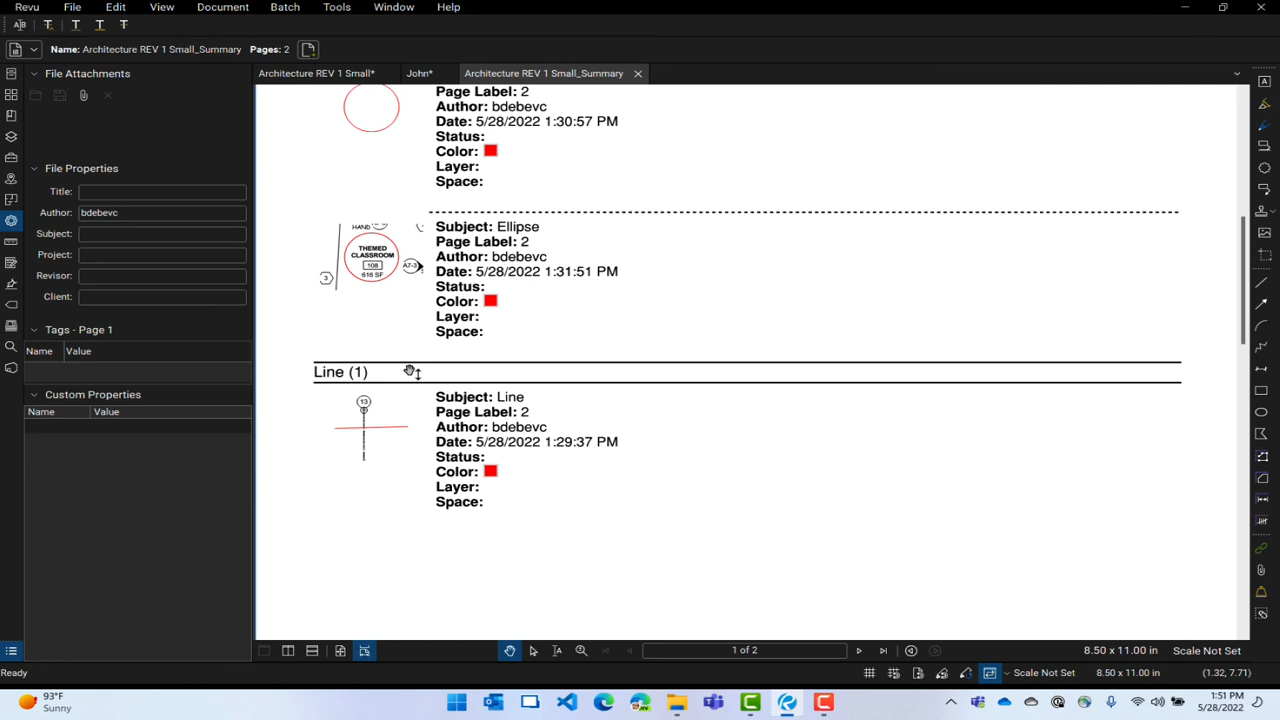 Revu File Edit View Document Batch Tools Window Help
Name: Architecture REV 1 Small_Summary Pages: 2
File Attachments
Architecture REV 1 Small* John* Architecture REV 1 Small_Summary
File Properties
Title:
Author: bdebevc
Subject:
Project:
Revisor:
Client:
Tags - Page 1
Name Value
Custom Properties
Name Value
Page Label: 2
Author: bdebevc
Date: 5/28/2022 1:30:57 PM
Status:
Color:
Layer:
Space:
HAND
THEMED
CLASSROOM
108
616 SF
A7-3
3
Subject: Ellipse
Page Label: 2
Author: bdebevc
Date: 5/28/2022 1:31:51 PM
Status:
Color:
Layer:
Space:
Line (1)
13
Subject: Line
Page Label: 2
Author: bdebevc
Date: 5/28/2022 1:29:37 PM
Status:
Color:
Layer:
Space:
1 of 2
8.50 x 11.00 in Scale Not Set
Ready
Scale Not Set 8.50 x 11.00 in (1.32, 7.71)
93°F
Sunny
1:51 PM
5/28/2022